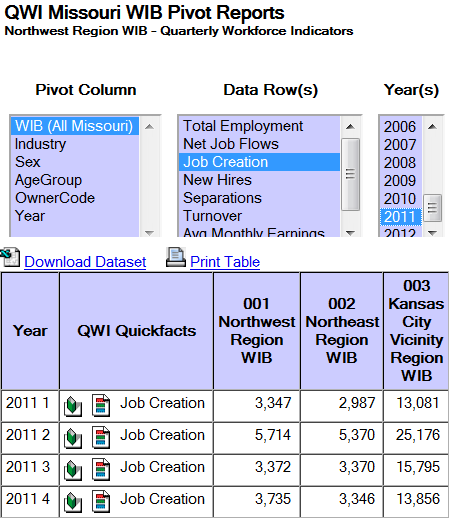 QWI Missouri WIB Pivot Reports
Northwest Region WIB - Quarterly Workforce Indicators
Pivot Column Data Row(s) Year(s)
WIB (All Missouri)
Industry
Sex
AgeGroup
OwnerCode
Year
Total Employment
Net Job Flows
Job Creation
New Hires
Separations
Turnover
Avg Monthly Earnings
2006
2007
2008
2009
2010
2011
2012
Download Dataset Print Table
Year QWI Quickfacts 001 Northwest Region WIB 002 Northeast Region WIB 003 Kansas City Vicinity Region WIB
2011 1 Job Creation 3,347 2,987 13,081
2011 2 Job Creation 5,714 5,370 25,176
2011 3 Job Creation 3,372 3,370 15,795
2011 4 Job Creation 3,735 3,346 13,856